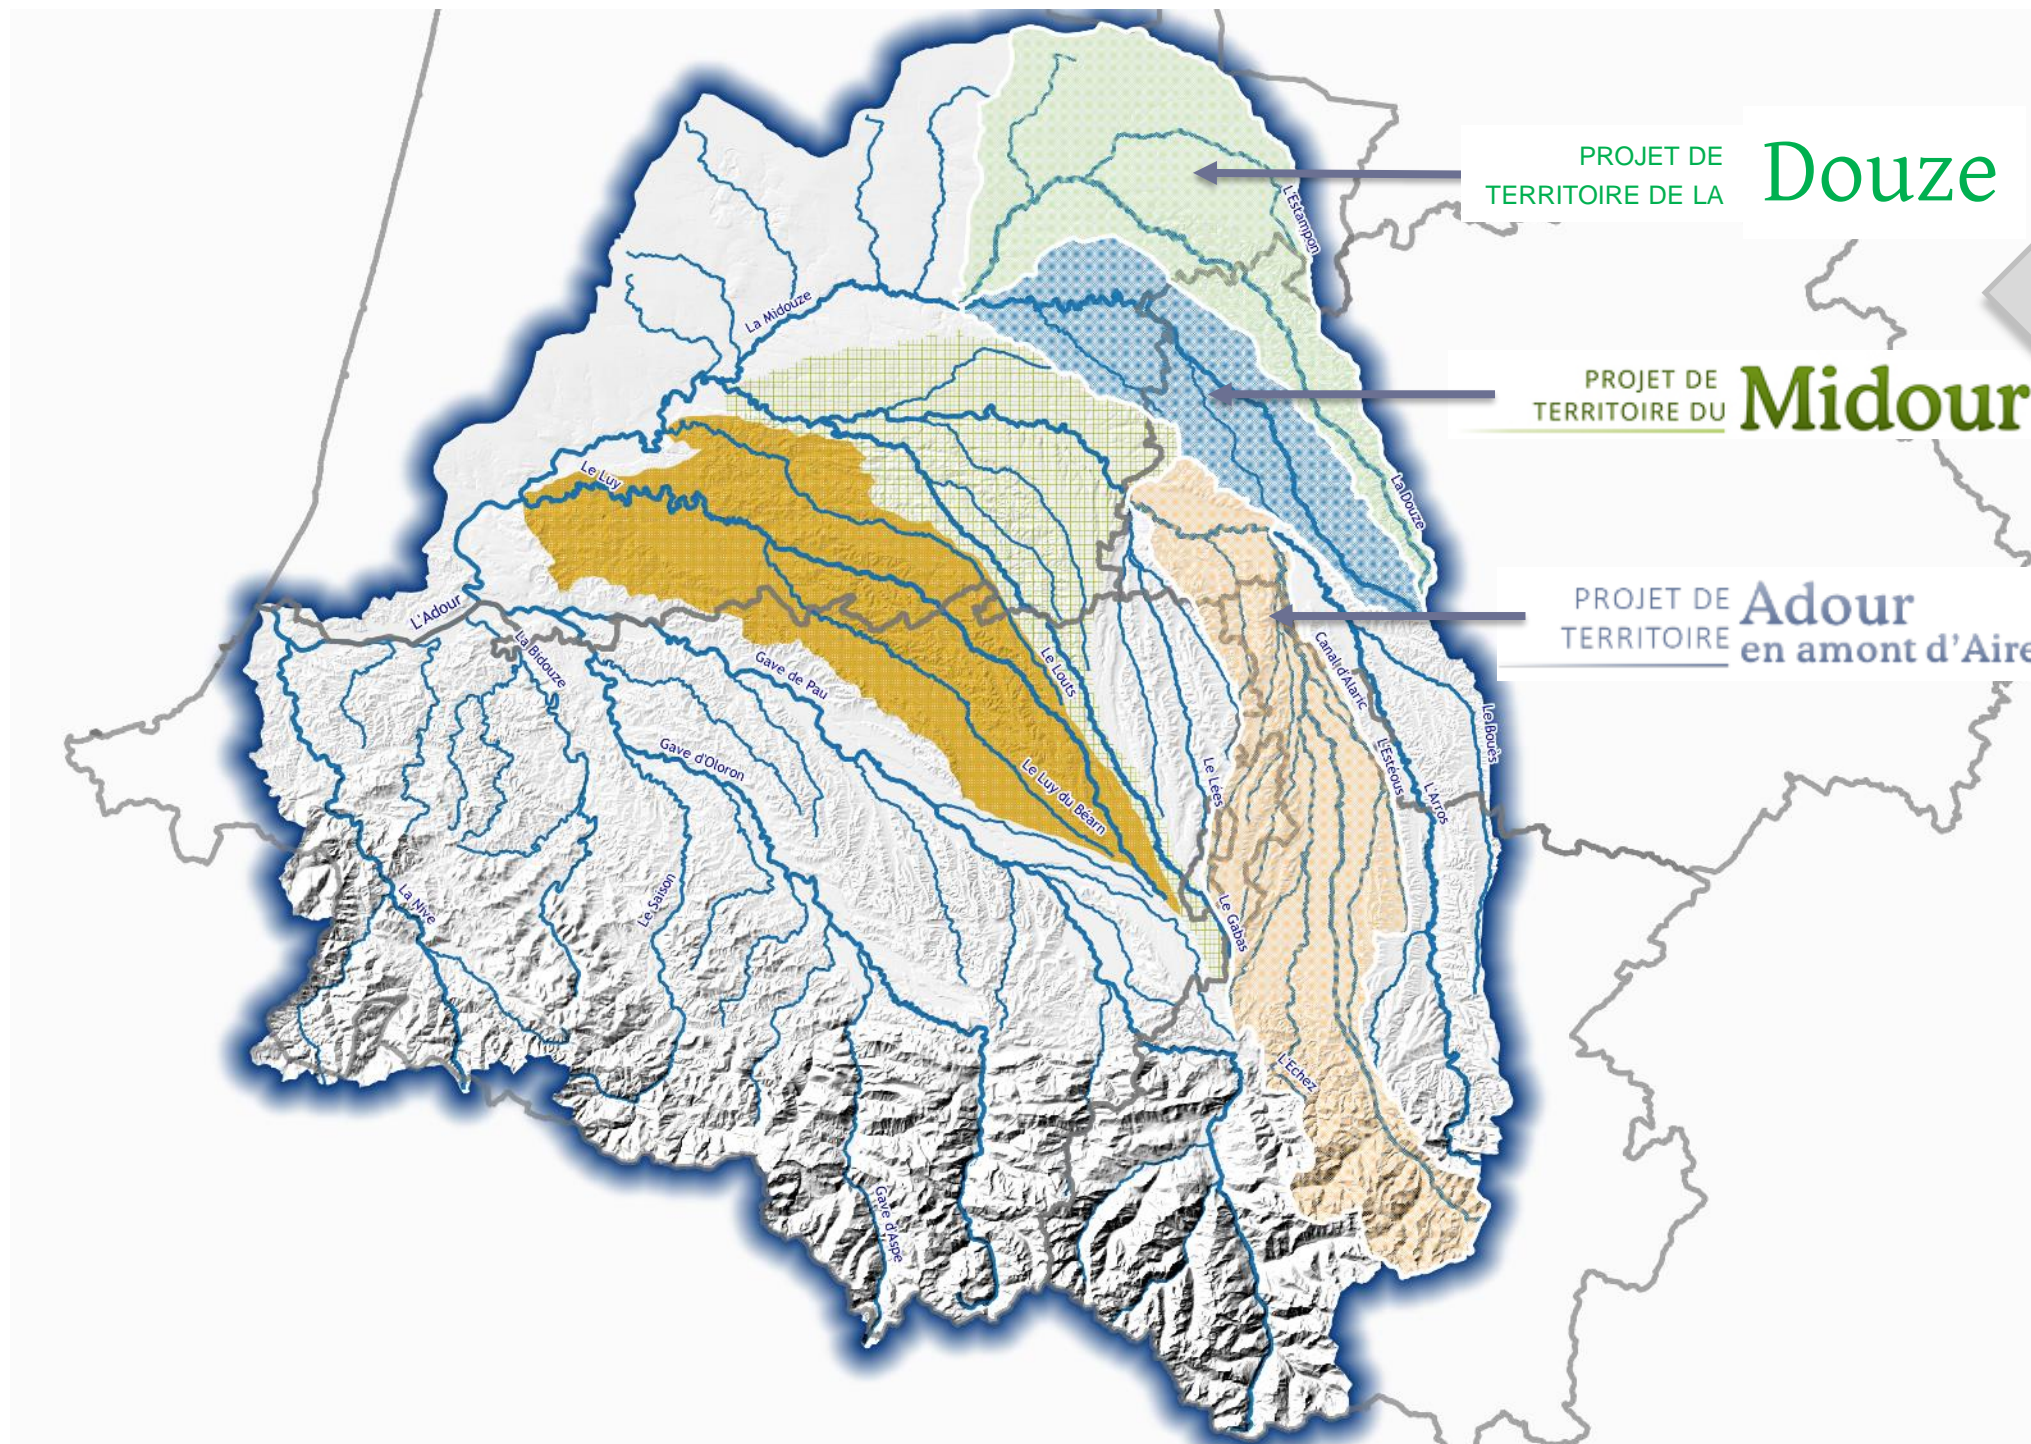 PROJET DE
TERRITOIRE DE LA
Douze
L'Estampon
La Midouze
PROJET DE
TERRITOIRE DU
Midour
Le Luy
La Douze
PROJET DE
TERRITOIRE
Adour
en amont d'Aire
L'Adour
La Bidouze
Gave de Pau
Le Louts
Canal d'Alaric
Le Bouès
Gave d'Oloron
Le Luy du Béarn
Le Lées
L'Estéous
L'Arros
La Nive
Le Saison
Le Gabas
L'Echez
Gave d'Aspe